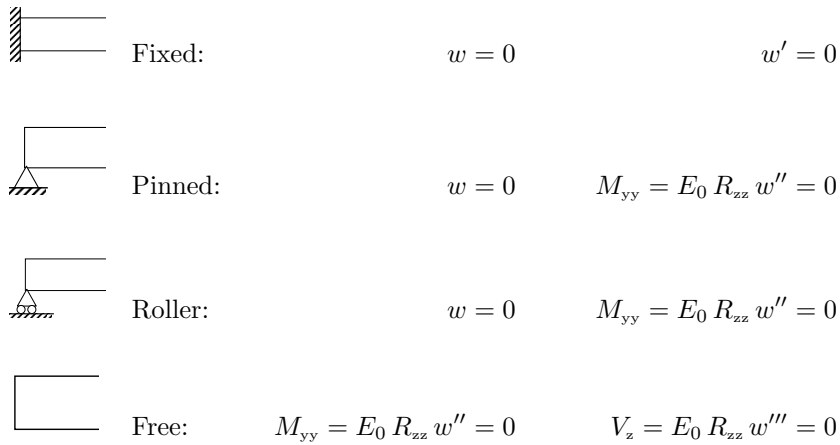 Fixed: w = 0 w′ = 0
Pinned: w = 0 M_yy = E_0 R_zz w″ = 0
Roller: w = 0 M_yy = E_0 R_zz w″ = 0
Free: M_yy = E_0 R_zz w″ = 0 V_z = E_0 R_zz w‴ = 0